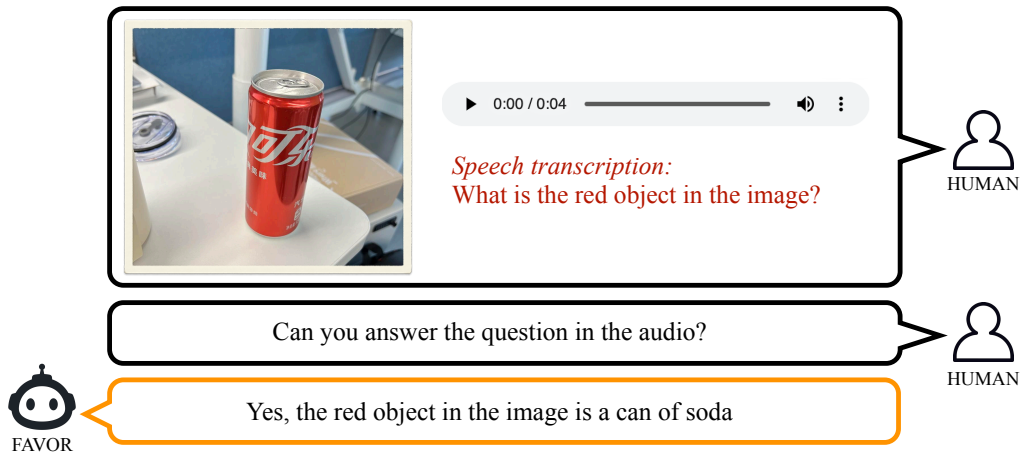 0:00 / 0:04
Speech transcription:
What is the red object in the image?
HUMAN
Can you answer the question in the audio?
HUMAN
Yes, the red object in the image is a can of soda
FAVOR